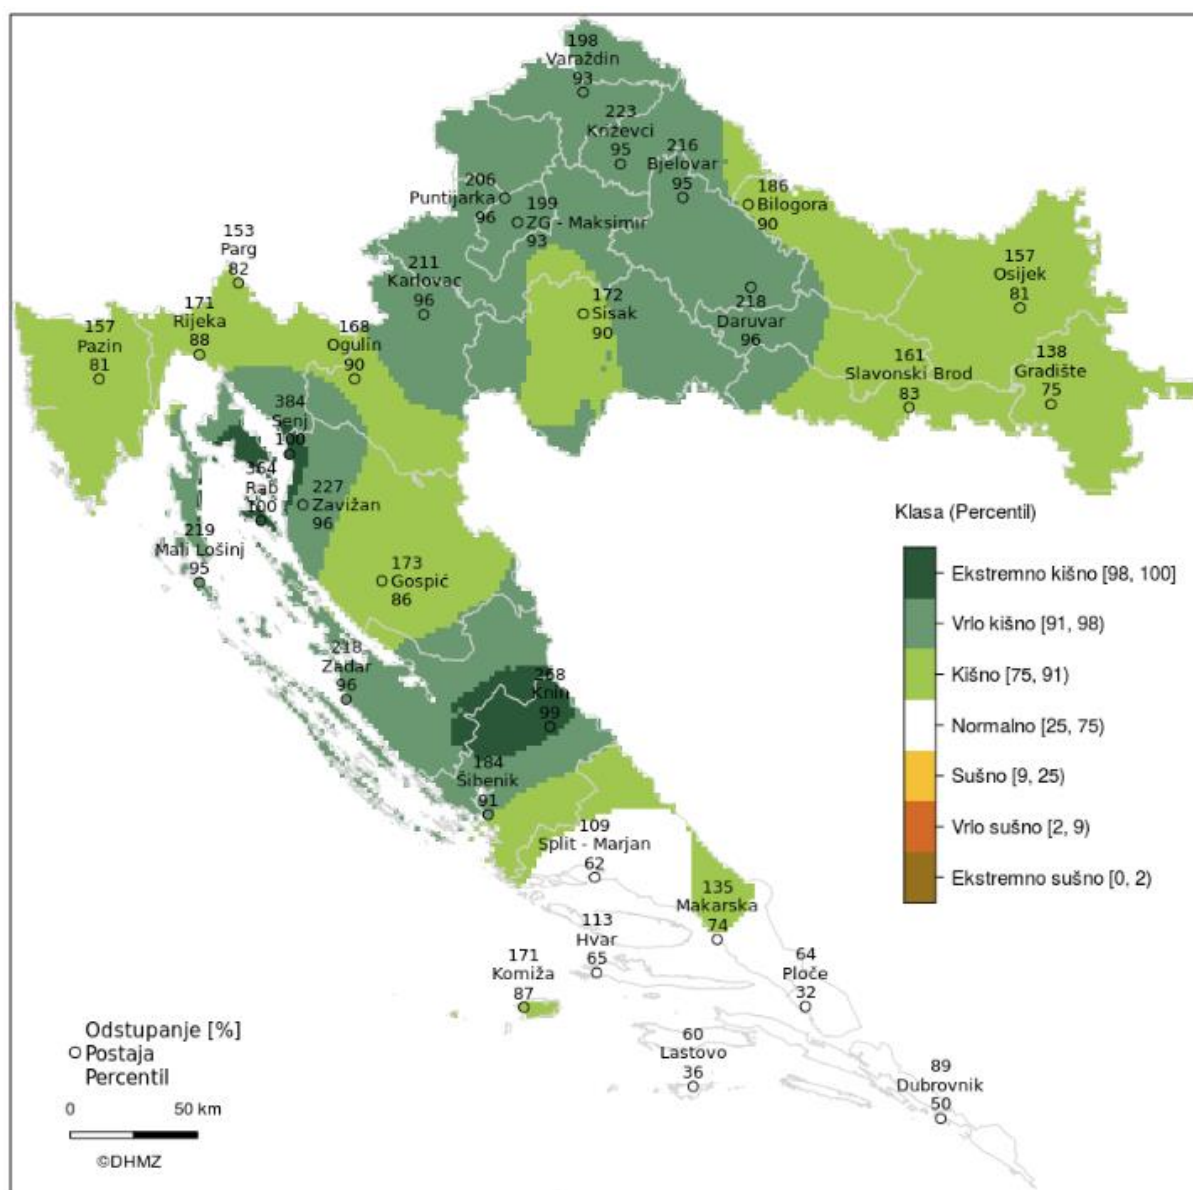 198
Varaždin
93
223
Križevci
95
216
Bjelovar
95
206
Puntijarka
96
199
ZG - Maksimir
93
186
Bilogora
90
153
Parg
82
211
Karlovac
96
172
Sisak
90
218
Daruvar
96
157
Osijek
81
171
Rijeka
88
157
Pazin
81
168
Ogulin
90
161
Slavonski Brod
83
138
Gradište
75
384
Senj
100
364
Rab
100
227
Zavižan
96
219
Mali Lošinj
95
173
Gospić
86
218
Zadar
96
268
Knin
99
184
Šibenik
91
109
Split - Marjan
62
135
Makarska
74
113
Hvar
65
171
Komiža
87
64
Ploče
32
60
Lastovo
36
89
Dubrovnik
50
Klasa (Percentil)
Ekstremno kišno [98, 100]
Vrlo kišno [91, 98)
Kišno [75, 91)
Normalno [25, 75)
Sušno [9, 25)
Vrlo sušno [2, 9)
Ekstremno sušno [0, 2)
Odstupanje [%]
Postaja
Percentil
0 50 km
©DHMZ